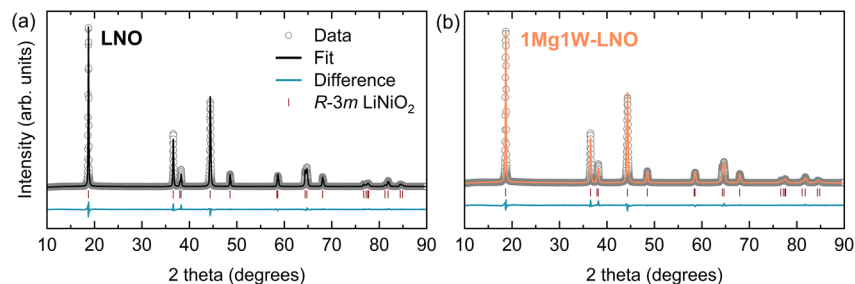 (a)
LNO
Data
Fit
Difference
R-3m LiNiO₂
Intensity (arb. units)
10 20 30 40 50 60 70 80 90
2 theta (degrees)
(b)
1Mg1W-LNO
10 20 30 40 50 60 70 80 90
2 theta (degrees)